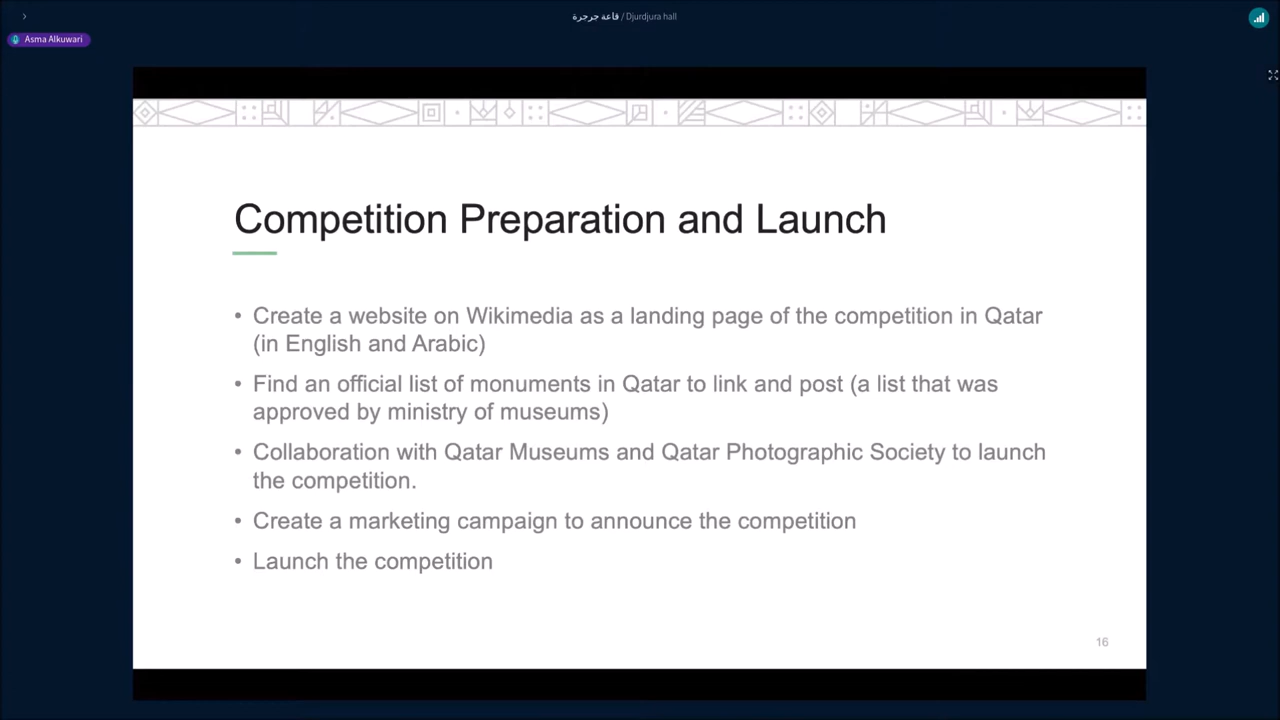 قاعة جرجرة / Djurdjura hall
Asma Alkuwari
Competition Preparation and Launch
• Create a website on Wikimedia as a landing page of the competition in Qatar
(in English and Arabic)
• Find an official list of monuments in Qatar to link and post (a list that was
approved by ministry of museums)
• Collaboration with Qatar Museums and Qatar Photographic Society to launch
the competition.
• Create a marketing campaign to announce the competition
• Launch the competition
16